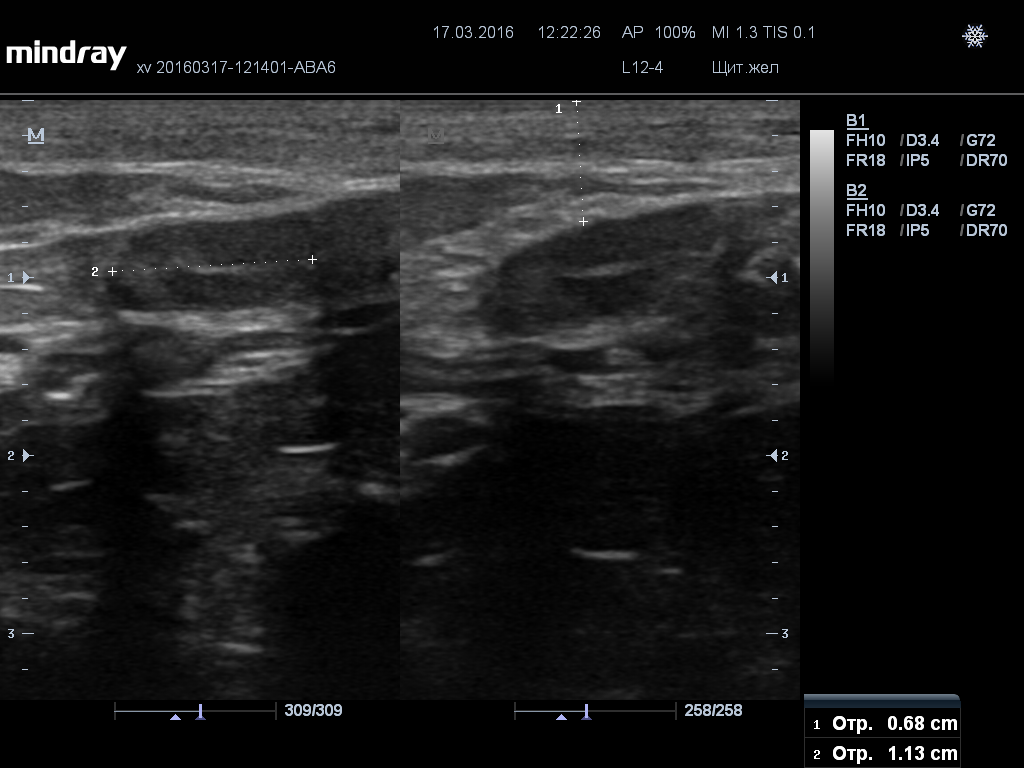 17.03.2016 12:22:26 AP 100% MI 1.3 TIS 0.1
mindray
xv 20160317-121401-ABA6 L12-4 Щит.жел
M
M
1
2
1
2
3
1
2
3
B1
FH10 /D3.4 /G72
FR18 /IP5 /DR70
B2
FH10 /D3.4 /G72
FR18 /IP5 /DR70
309/309
258/258
1 Отр. 0.68 cm
2 Отр. 1.13 cm